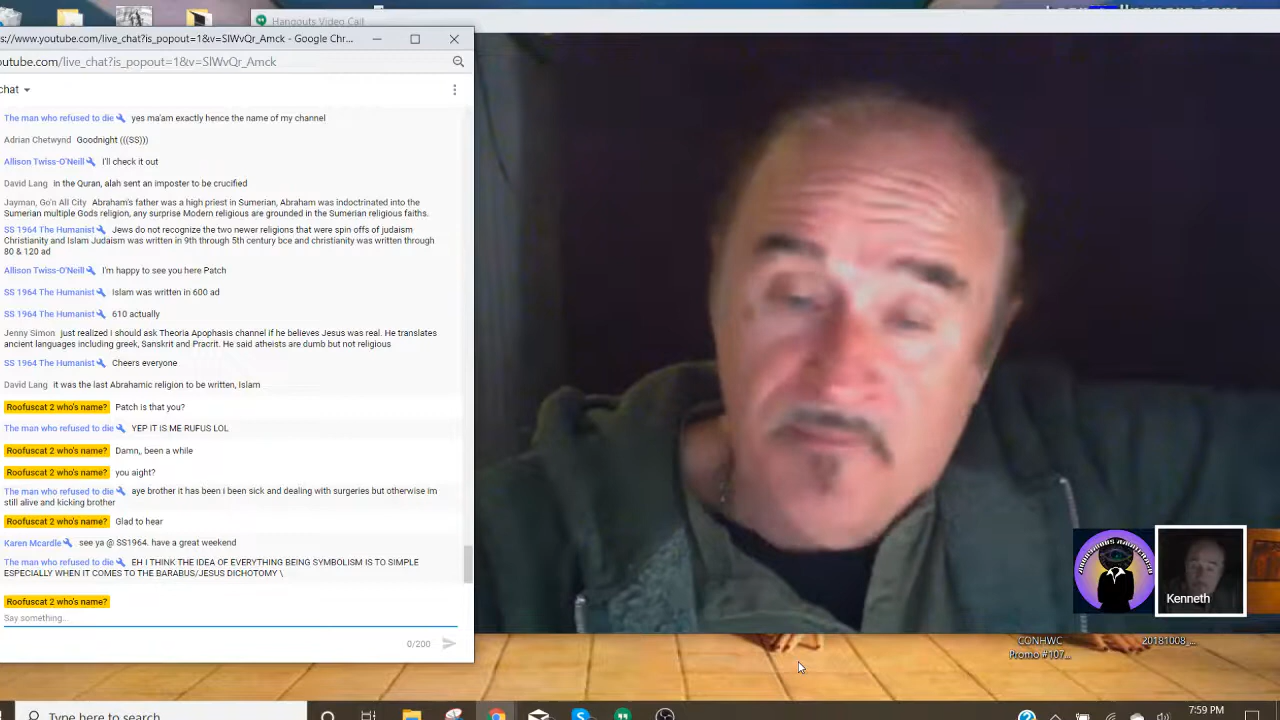 Hangouts Video Call
s://www.youtube.com/live_chat?is_popout=1&v=SlWvQr_Amck - Google Chr...
outube.com/live_chat?is_popout=1&v=SlWvQr_Amck
chat
The man who refused to die yes ma'am exactly hence the name of my channel
Adrian Chetwynd Goodnight (((SS)))
Allison Twiss-O'Neill I'll check it out
David Lang in the Quran, alah sent an imposter to be crucified
Jayman, Go'n All City Abraham's father was a high priest in Sumerian, Abraham was indoctrinated into the
Sumerian multiple Gods religion, any surprise Modern religious are grounded in the Sumerian religious faiths.
SS 1964 The Humanist Jews do not recognize the two newer religions that were spin offs of judaism
Christianity and Islam Judaism was written in 9th through 5th century bce and christianity was written through
80 & 120 ad
Allison Twiss-O'Neill I'm happy to see you here Patch
SS 1964 The Humanist Islam was written in 600 ad
SS 1964 The Humanist 610 actually
Jenny Simon just realized I should ask Theoria Apophasis channel if he believes Jesus was real. He translates
ancient languages including greek, Sanskrit and Pracrit. He said atheists are dumb but not religious
SS 1964 The Humanist Cheers everyone
David Lang it was the last Abrahamic religion to be written, Islam
Roofuscat 2 who's name? Patch is that you?
The man who refused to die YEP IT IS ME RUFUS LOL
Roofuscat 2 who's name? Damn,, been a while
Roofuscat 2 who's name? you aight?
The man who refused to die aye brother it has been i been sick and dealing with surgeries but otherwise im
still alive and kicking brother
Roofuscat 2 who's name? Glad to hear
Karen Mcardle see ya @ SS1964. have a great weekend
The man who refused to die EH I THINK THE IDEA OF EVERYTHING BEING SYMBOLISM IS TO SIMPLE
ESPECIALLY WHEN IT COMES TO THE BARABUS/JESUS DICHOTOMY \
Roofuscat 2 who's name?
Say something...
0/200
Kenneth
CONHWC
Promo #107...
20181008_...
Type here to search
7:59 PM